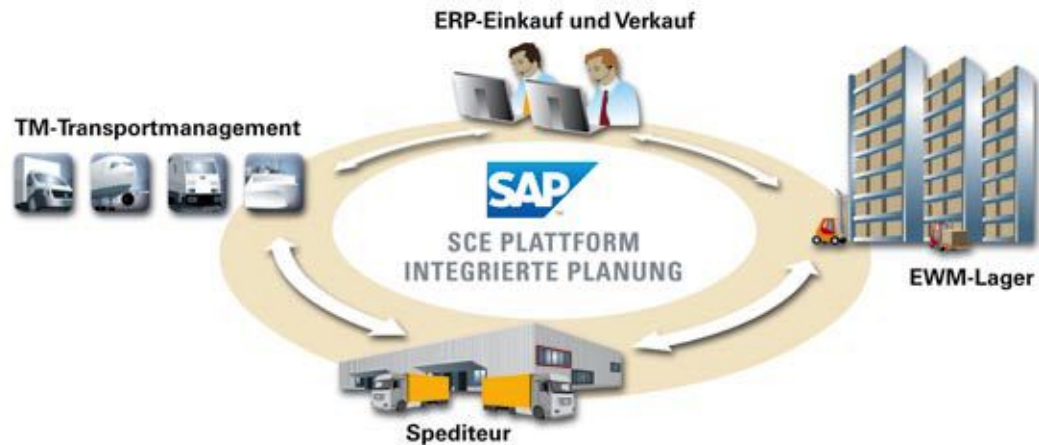 ERP-Einkauf und Verkauf
TM-Transportmanagement
SAP
SCE PLATTFORM
INTEGRIERTE PLANUNG
EWM-Lager
Spediteur